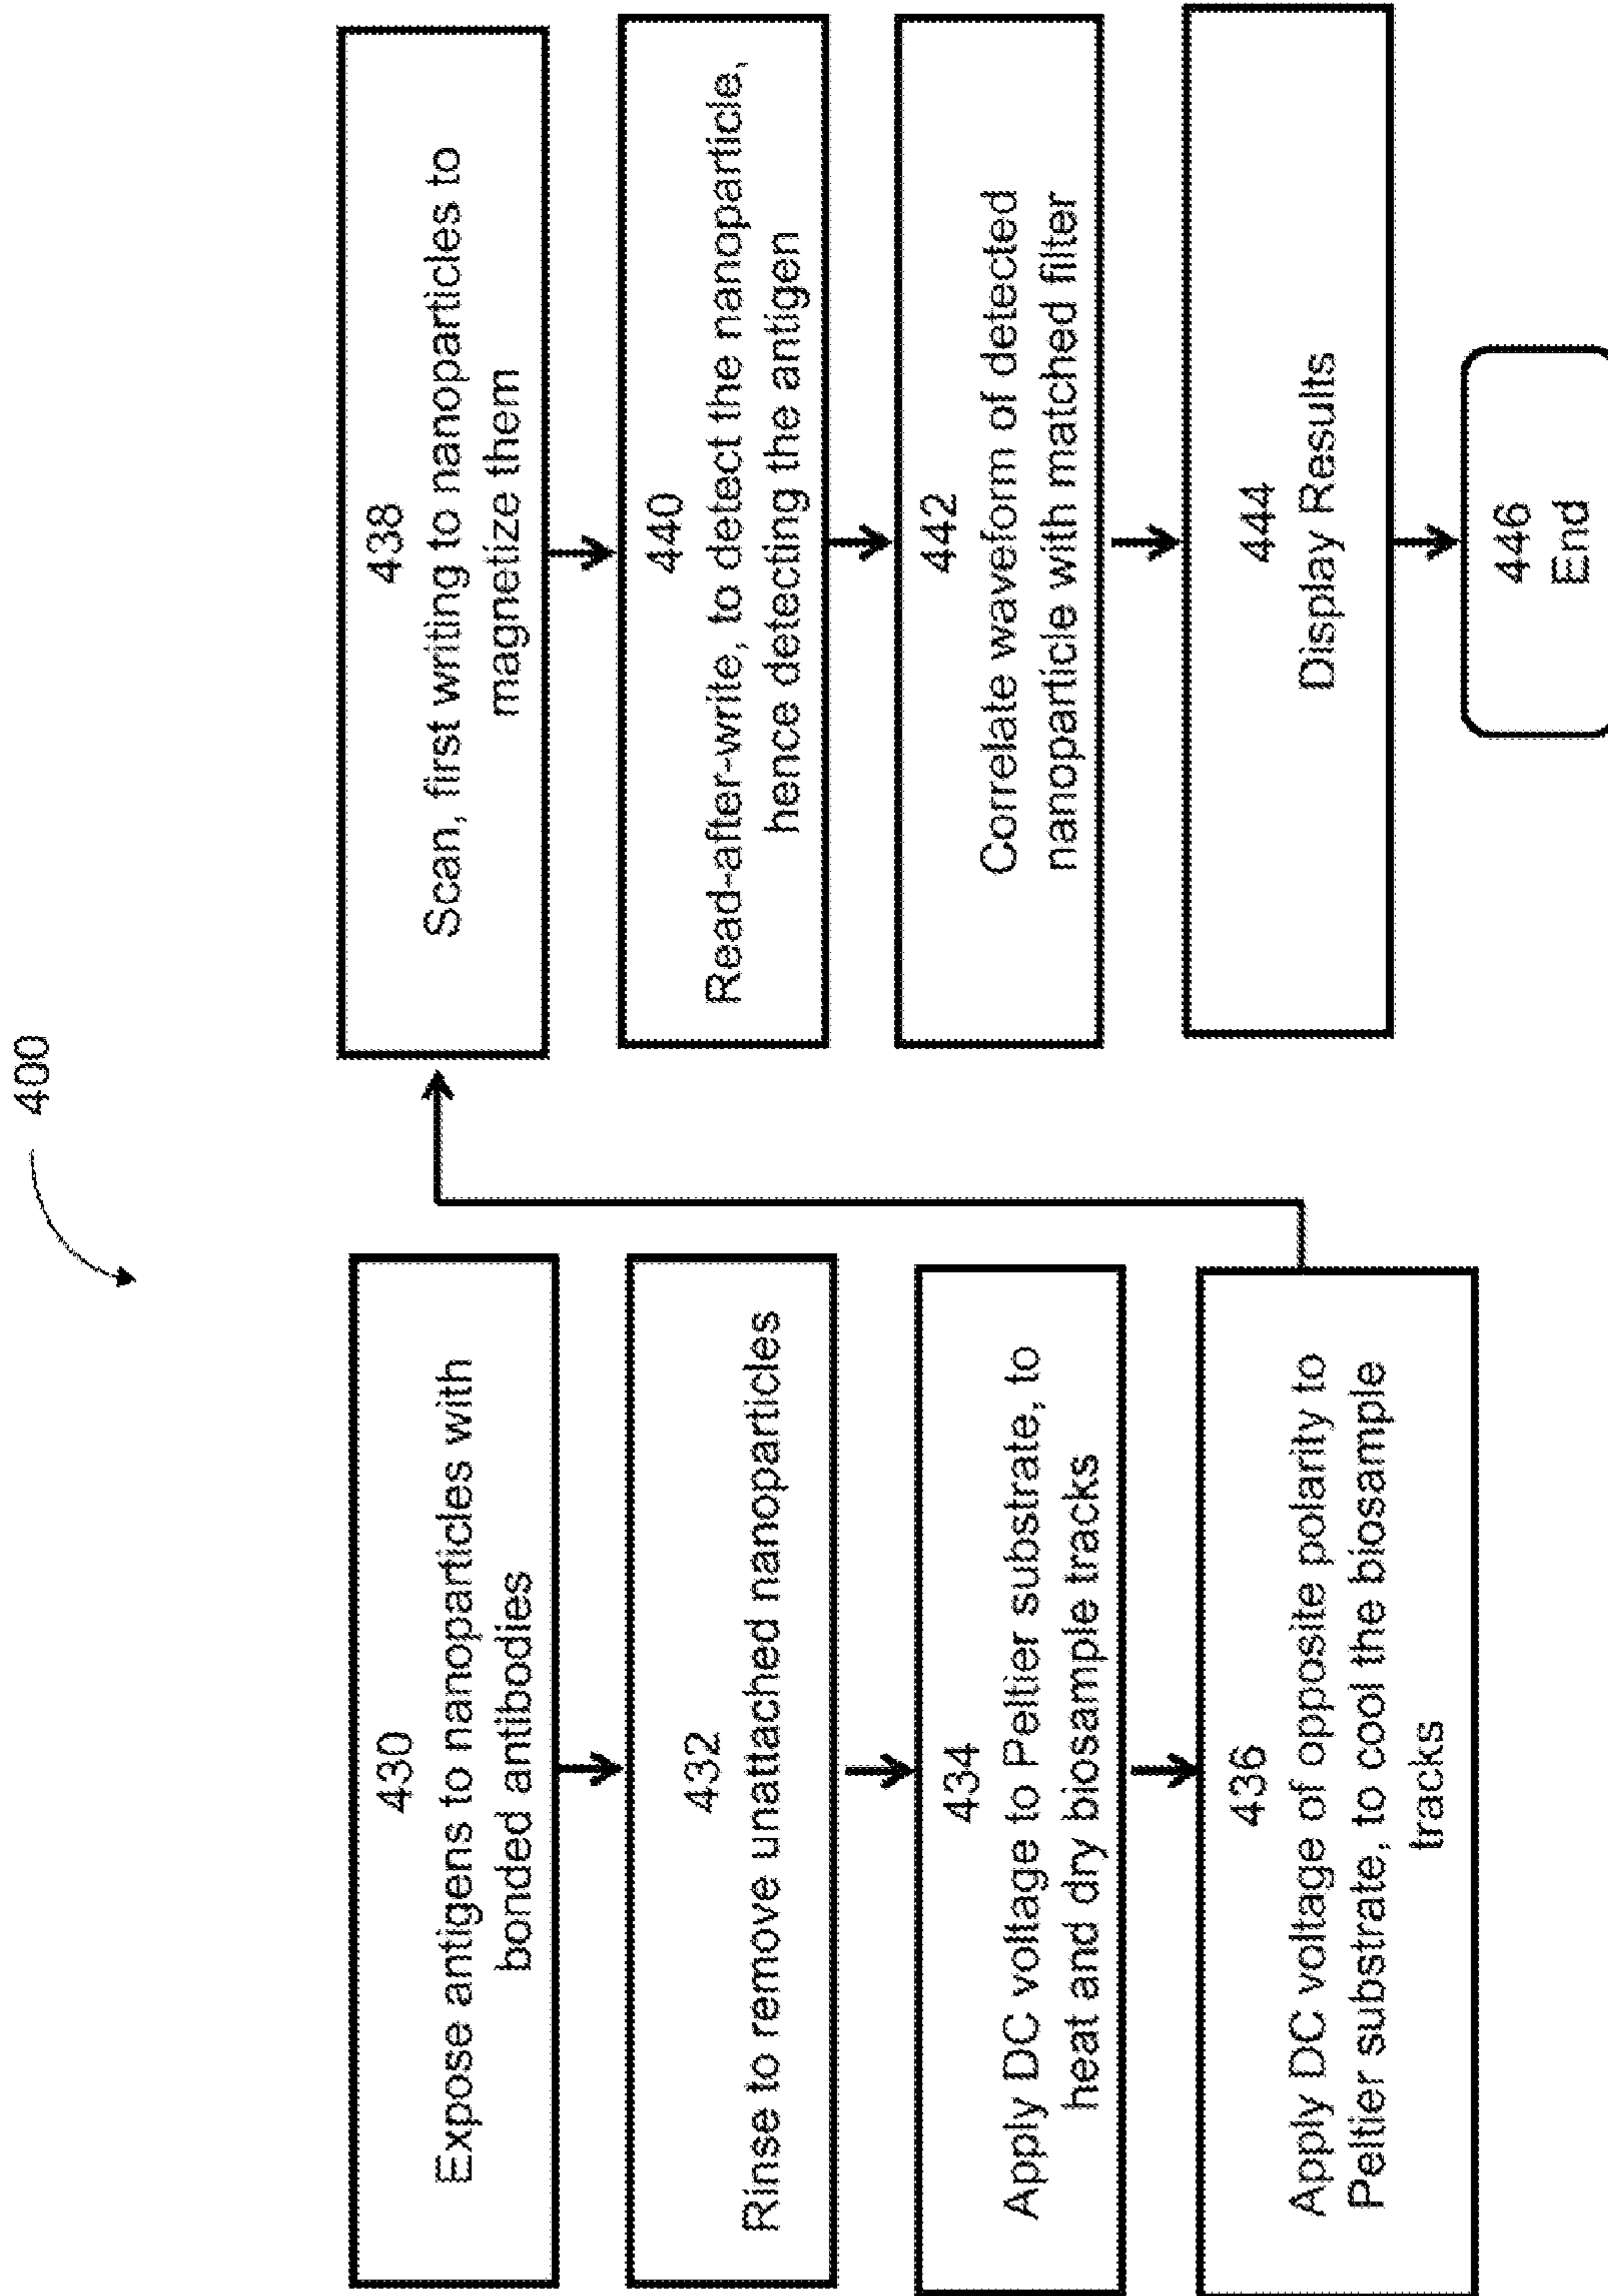 400
430
Expose antigens to nanoparticles with
bonded antibodies
432
Rinse to remove unattached nanoparticles
434
Apply DC voltage to Peltier substrate, to
heat and dry biosample tracks
436
Apply DC voltage of opposite polarity to
Peltier substrate, to cool the biosample
tracks
438
Scan, first writing to nanoparticles to
magnetize them
440
Read-after-write, to detect the nanoparticle,
hence detecting the antigen
442
Correlate waveform of detected
nanoparticle with matched filter
444
Display Results
446
End